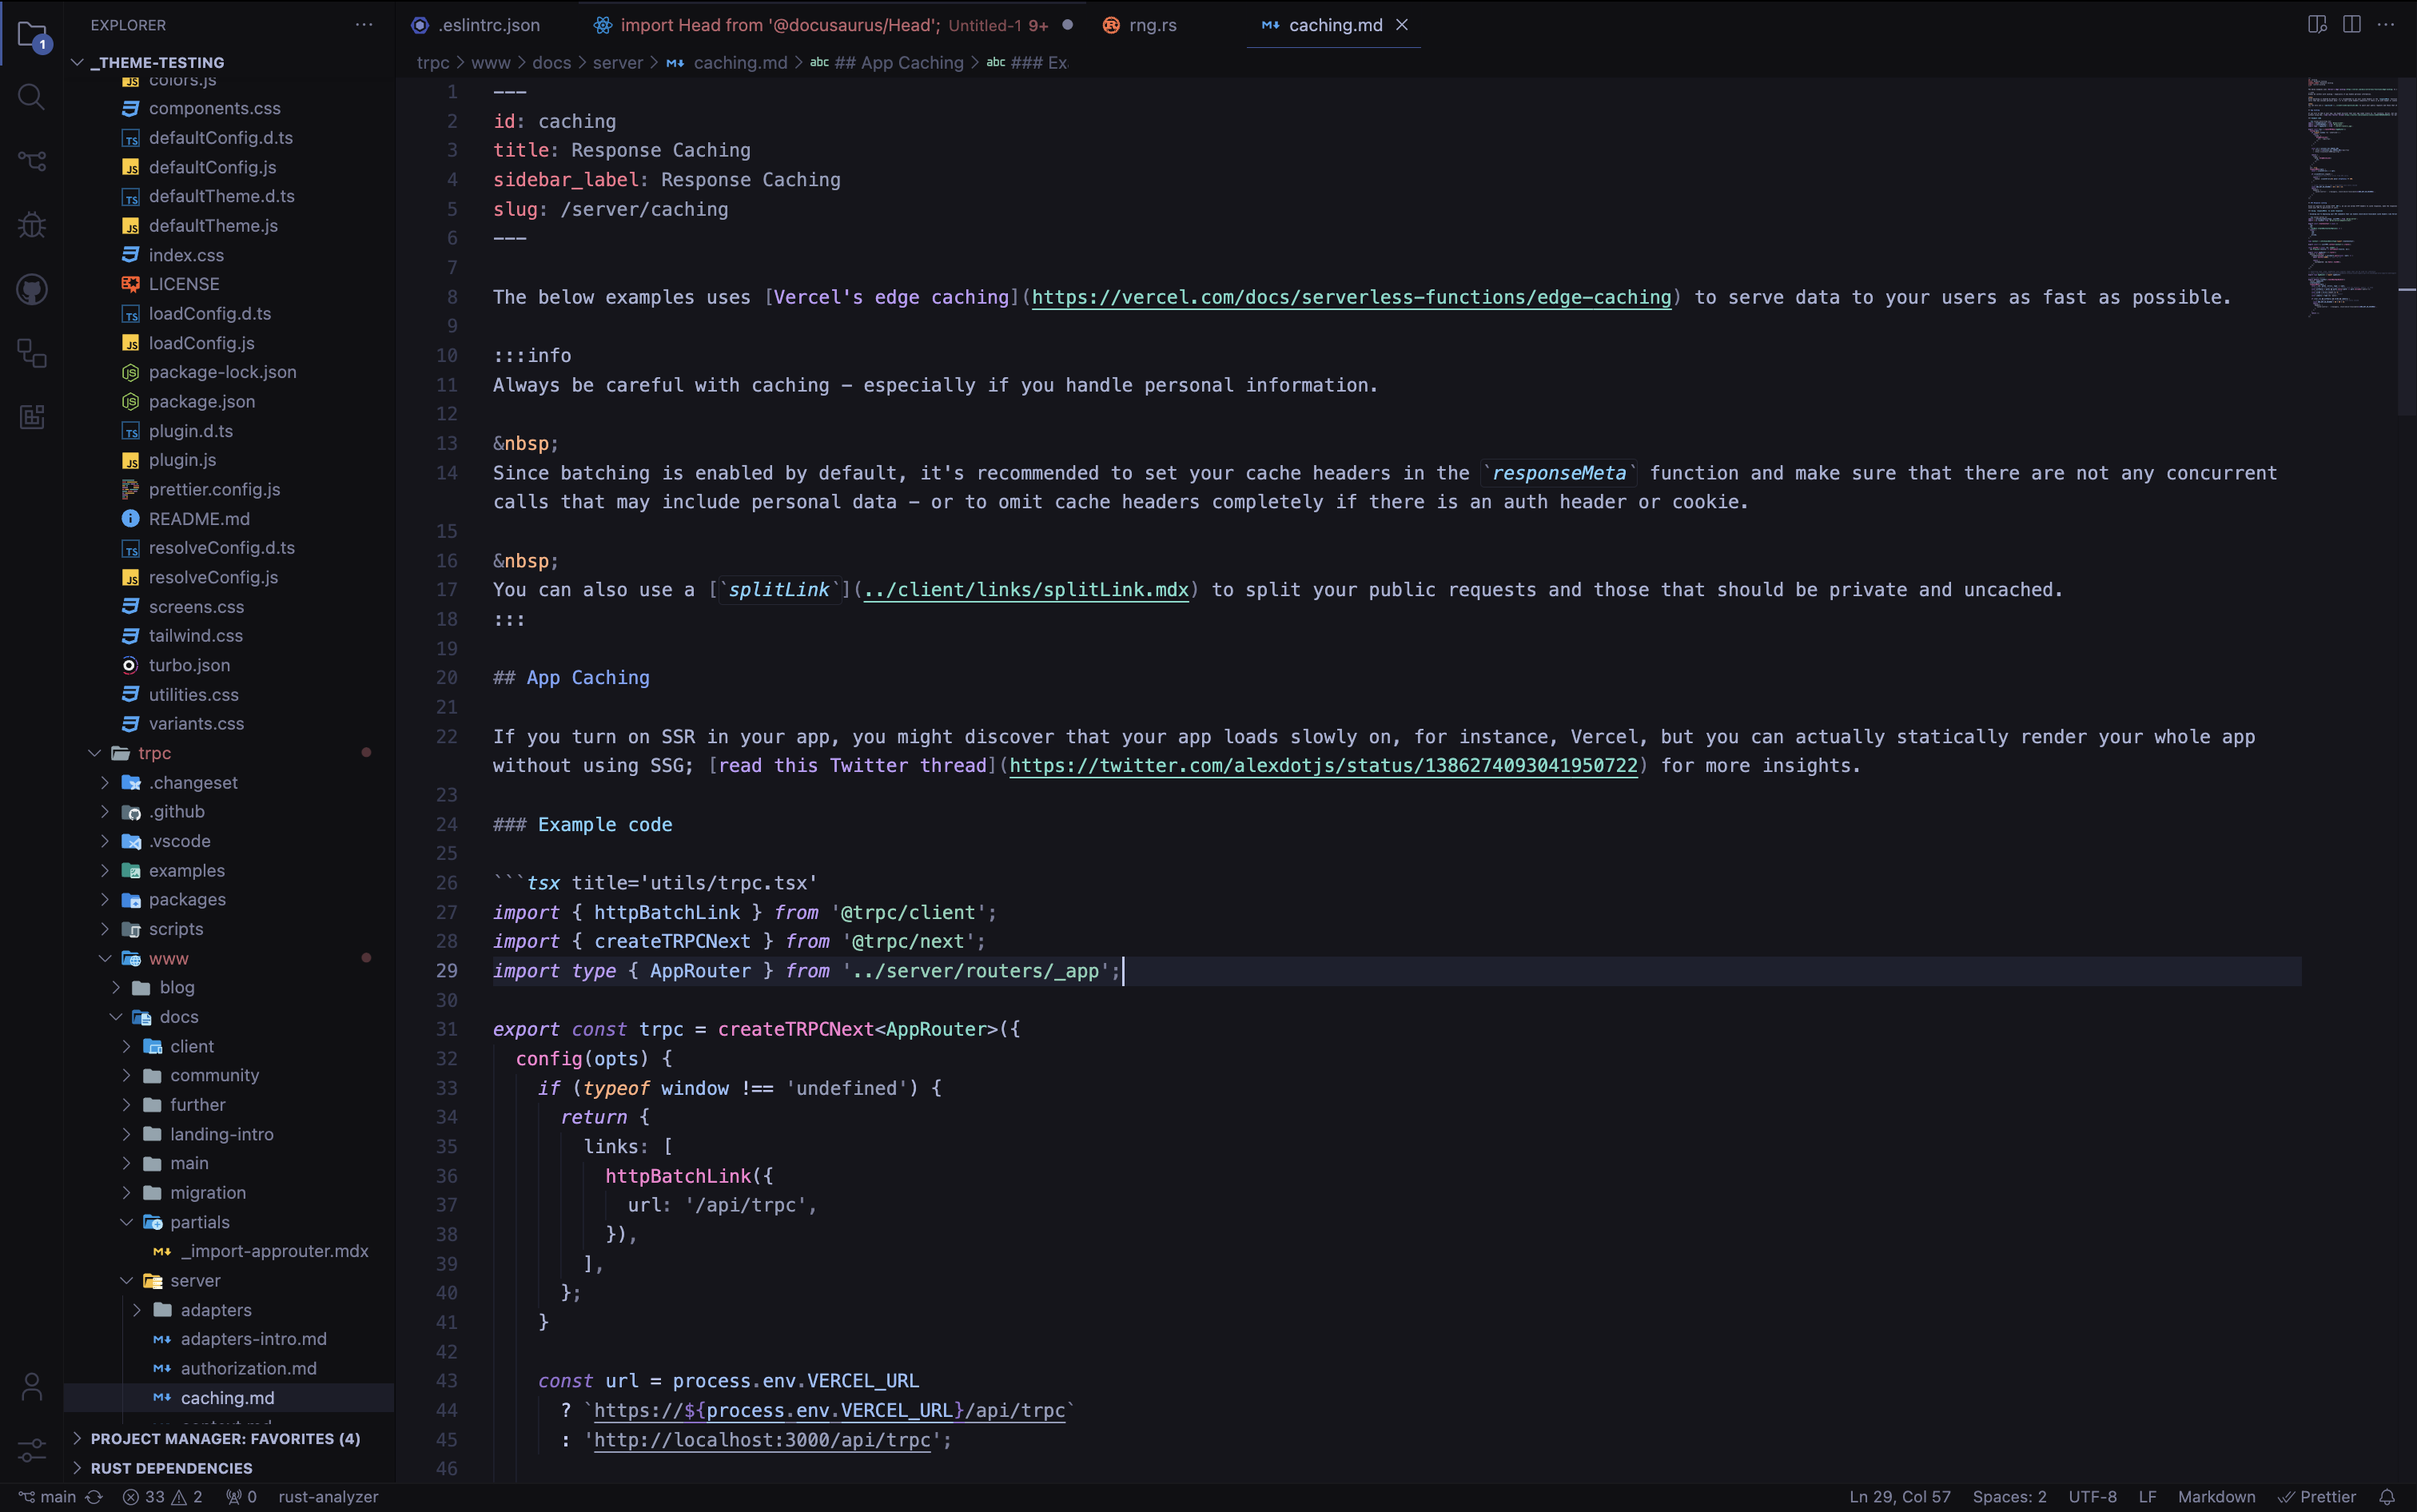 EXPLORER
_THEME-TESTING
colors.js
components.css
defaultConfig.d.ts
defaultConfig.js
defaultTheme.d.ts
defaultTheme.js
index.css
LICENSE
loadConfig.d.ts
loadConfig.js
package-lock.json
package.json
plugin.d.ts
plugin.js
prettier.config.js
README.md
resolveConfig.d.ts
resolveConfig.js
screens.css
tailwind.css
turbo.json
utilities.css
variants.css
trpc
.changeset
.github
.vscode
examples
packages
scripts
www
blog
docs
client
community
further
landing-intro
main
migration
partials
_import-approuter.mdx
server
adapters
adapters-intro.md
authorization.md
caching.md
context.md
PROJECT MANAGER: FAVORITES (4)
RUST DEPENDENCIES
.eslintrc.json
import Head from '@docusaurus/Head'; Untitled-1 9+
rng.rs
caching.md
trpc > www > docs > server > caching.md > ## App Caching > ### Ex
1 ---
2 id: caching
3 title: Response Caching
4 sidebar_label: Response Caching
5 slug: /server/caching
6 ---
7
8 The below examples uses [Vercel's edge caching](https://vercel.com/docs/serverless-functions/edge-caching) to serve data to your users as fast as possible.
9
10 :::info
11 Always be careful with caching - especially if you handle personal information.
12
13 &nbsp;
14 Since batching is enabled by default, it's recommended to set your cache headers in the `responseMeta` function and make sure that there are not any concurrent
calls that may include personal data - or to omit cache headers completely if there is an auth header or cookie.
15
16 &nbsp;
17 You can also use a [`splitLink`](../client/links/splitLink.mdx) to split your public requests and those that should be private and uncached.
18 :::
19
20 ## App Caching
21
22 If you turn on SSR in your app, you might discover that your app loads slowly on, for instance, Vercel, but you can actually statically render your whole app
without using SSG; [read this Twitter thread](https://twitter.com/alexdotjs/status/1386274093041950722) for more insights.
23
24 ### Example code
25
26 ```tsx title='utils/trpc.tsx'
27 import { httpBatchLink } from '@trpc/client';
28 import { createTRPCNext } from '@trpc/next';
29 import type { AppRouter } from '../server/routers/_app';
30
31 export const trpc = createTRPCNext<AppRouter>({
32 config(opts) {
33 if (typeof window !== 'undefined') {
34 return {
35 links: [
36 httpBatchLink({
37 url: '/api/trpc',
38 }),
39 ],
40 };
41 }
42
43 const url = process.env.VERCEL_URL
44 ? `https://${process.env.VERCEL_URL}/api/trpc`
45 : 'http://localhost:3000/api/trpc';
46
1
main 33 2 0 rust-analyzer
Ln 29, Col 57 Spaces: 2 UTF-8 LF Markdown Prettier